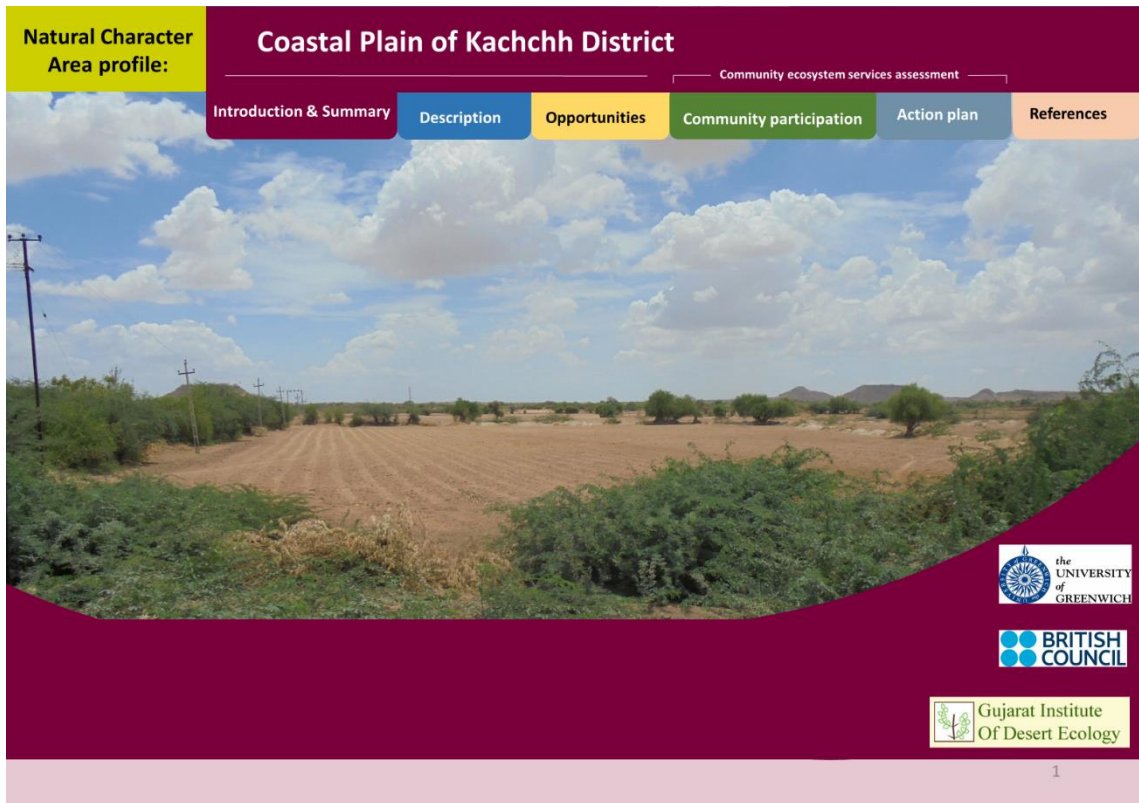 Natural Character
Area profile:
Coastal Plain of Kachchh District
Community ecosystem services assessment
Introduction & Summary
Description
Opportunities
Community participation
Action plan
References
the
UNIVERSITY
of
GREENWICH
BRITISH
COUNCIL
Gujarat Institute
Of Desert Ecology
1